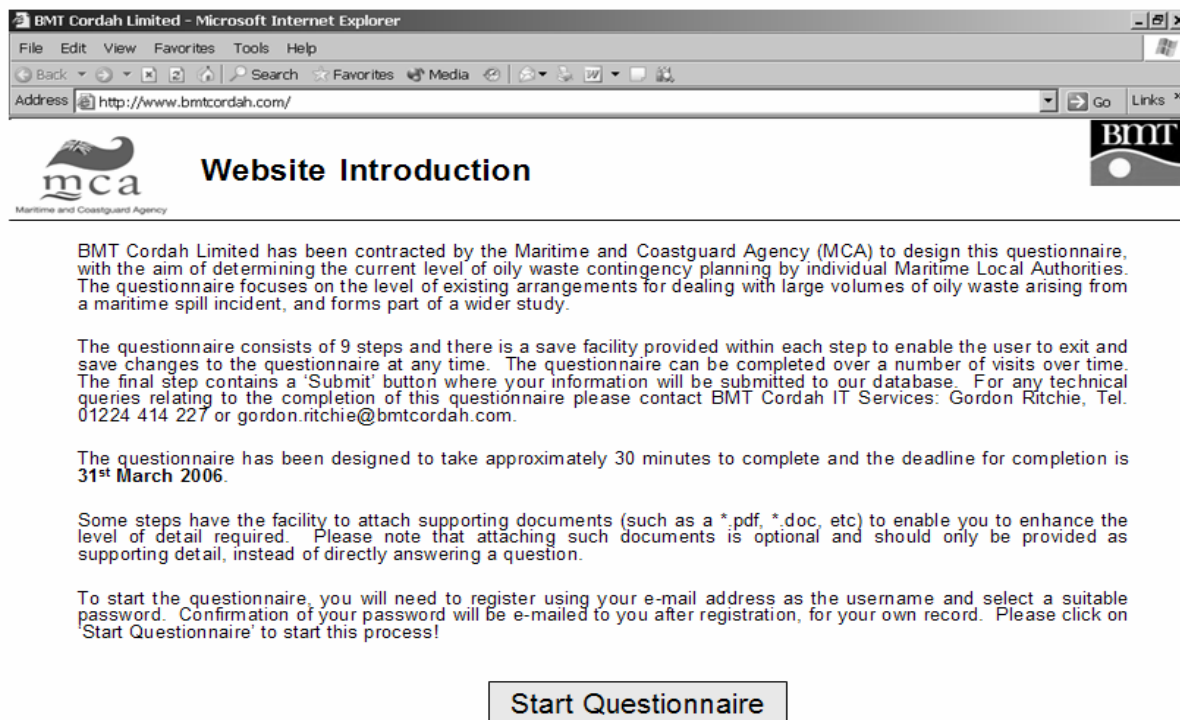 BMT Cordah Limited - Microsoft Internet Explorer
File Edit View Favorites Tools Help
Back Search Favorites Media
Address http://www.bmtcordah.com/ Go Links »
mca
Maritime and Coastguard Agency
Website Introduction
BMT
BMT Cordah Limited has been contracted by the Maritime and Coastguard Agency (MCA) to design this questionnaire,
with the aim of determining the current level of oily waste contingency planning by individual Maritime Local Authorities.
The questionnaire focuses on the level of existing arrangements for dealing with large volumes of oily waste arising from
a maritime spill incident, and forms part of a wider study.
The questionnaire consists of 9 steps and there is a save facility provided within each step to enable the user to exit and
save changes to the questionnaire at any time. The questionnaire can be completed over a number of visits over time.
The final step contains a ‘Submit’ button where your information will be submitted to our database. For any technical
queries relating to the completion of this questionnaire please contact BMT Cordah IT Services: Gordon Ritchie, Tel.
01224 414 227 or gordon.ritchie@bmtcordah.com.
The questionnaire has been designed to take approximately 30 minutes to complete and the deadline for completion is
31st March 2006.
Some steps have the facility to attach supporting documents (such as a *.pdf, *.doc, etc) to enable you to enhance the
level of detail required. Please note that attaching such documents is optional and should only be provided as
supporting detail, instead of directly answering a question.
To start the questionnaire, you will need to register using your e-mail address as the username and select a suitable
password. Confirmation of your password will be e-mailed to you after registration, for your own record. Please click on
‘Start Questionnaire’ to start this process!
Start Questionnaire